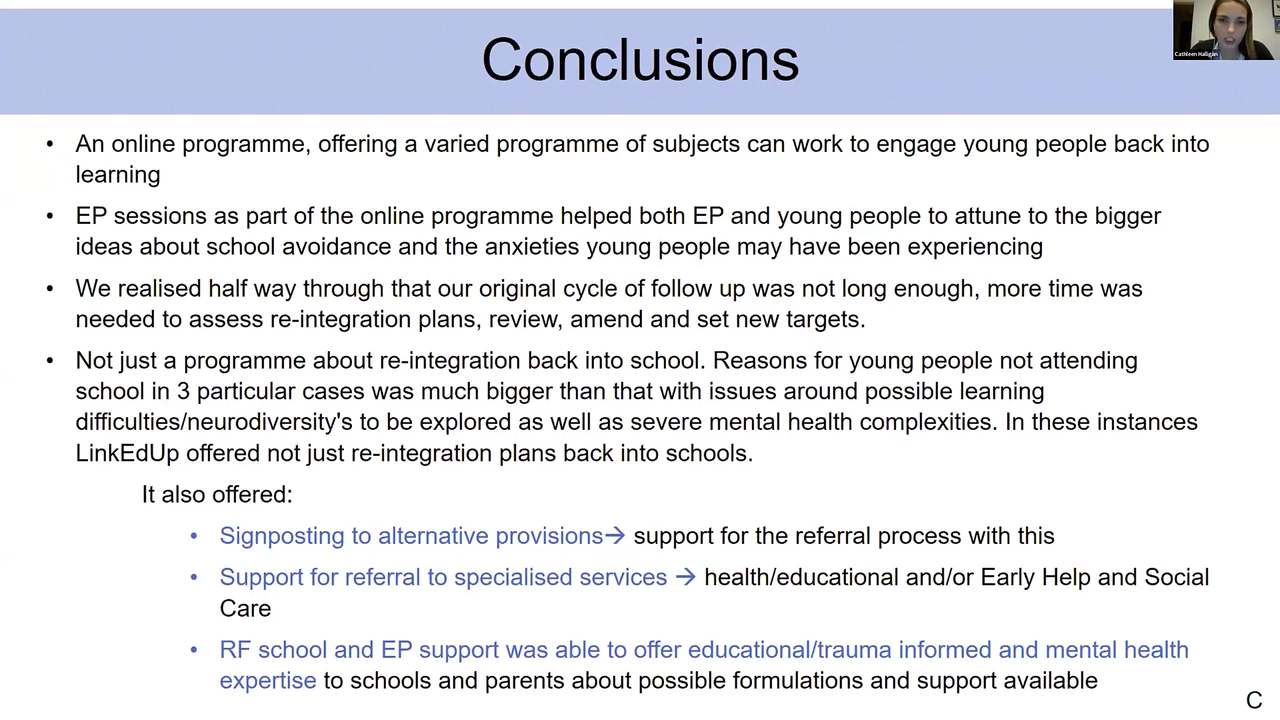 Conclusions
Cathleen Halligan
• An online programme, offering a varied programme of subjects can work to engage young people back into
learning
• EP sessions as part of the online programme helped both EP and young people to attune to the bigger
ideas about school avoidance and the anxieties young people may have been experiencing
• We realised half way through that our original cycle of follow up was not long enough, more time was
needed to assess re-integration plans, review, amend and set new targets.
• Not just a programme about re-integration back into school. Reasons for young people not attending
school in 3 particular cases was much bigger than that with issues around possible learning
difficulties/neurodiversity's to be explored as well as severe mental health complexities. In these instances
LinkEdUp offered not just re-integration plans back into schools.
It also offered:
• Signposting to alternative provisions→ support for the referral process with this
• Support for referral to specialised services → health/educational and/or Early Help and Social
Care
• RF school and EP support was able to offer educational/trauma informed and mental health
expertise to schools and parents about possible formulations and support available
C